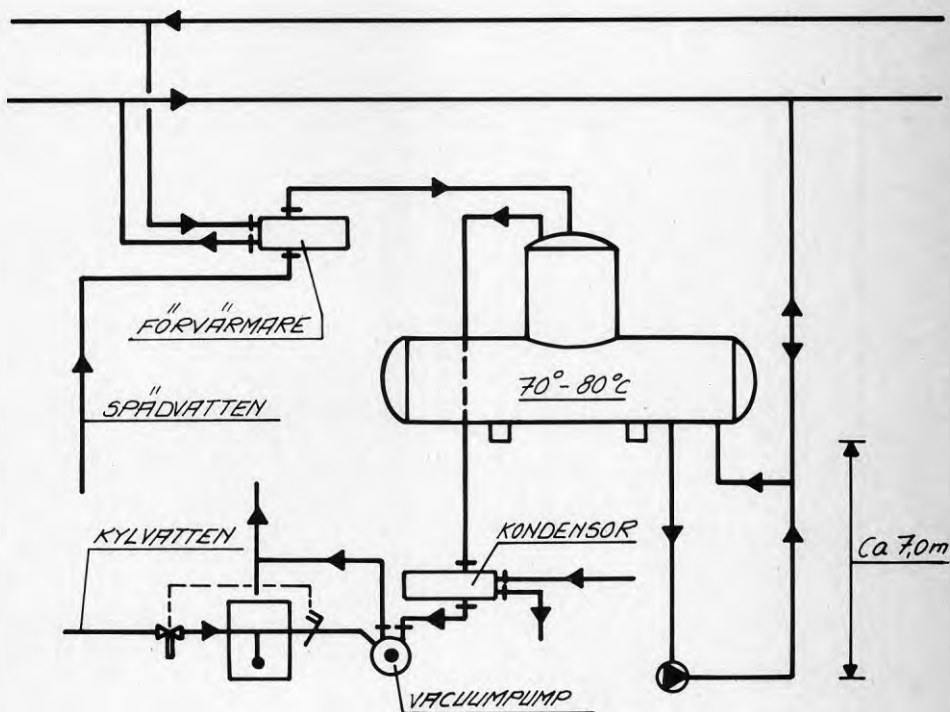 FÖRVÄRMARE
70°-80°C
SPÄDVATTEN
KYLVATTEN
KONDENSOR
Ca 7,0m
VACUUMPUMP